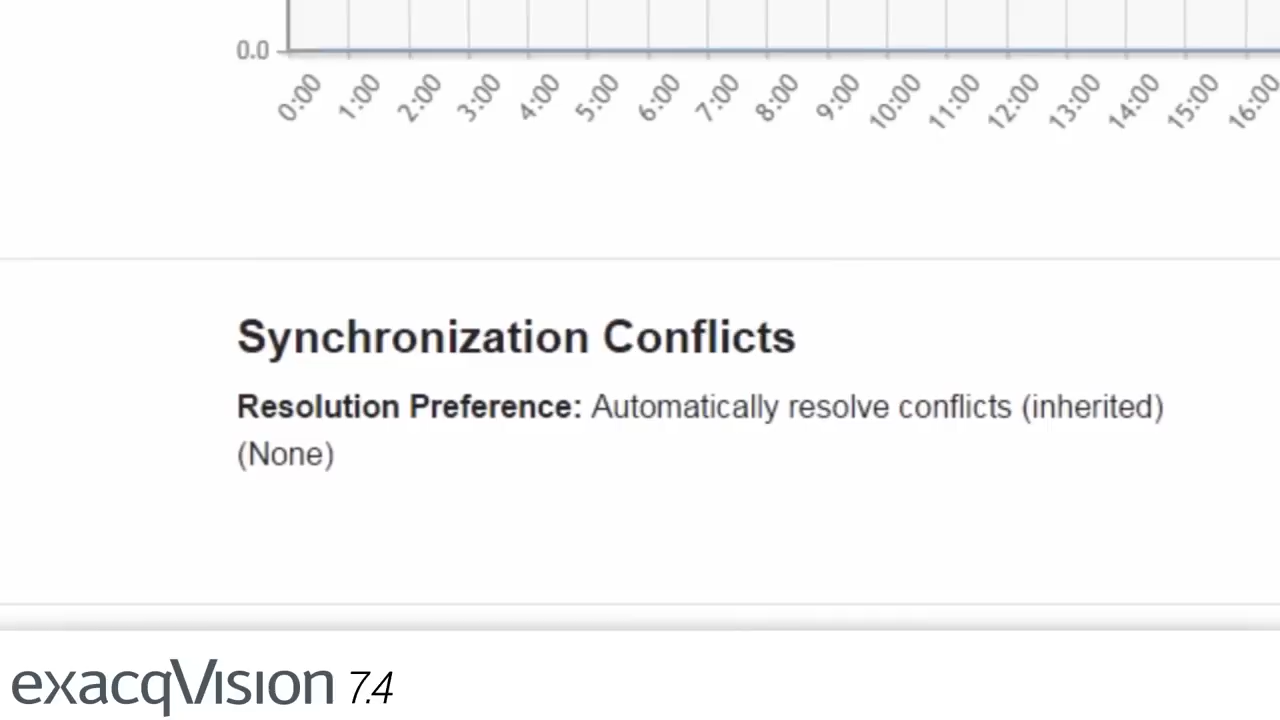 0.0
0:00 1:00 2:00 3:00 4:00 5:00 6:00 7:00 8:00 9:00 10:00 11:00 12:00 13:00 14:00 15:00 16:00
Synchronization Conflicts
Resolution Preference: Automatically resolve conflicts (inherited)
(None)
exacqVision 7.4